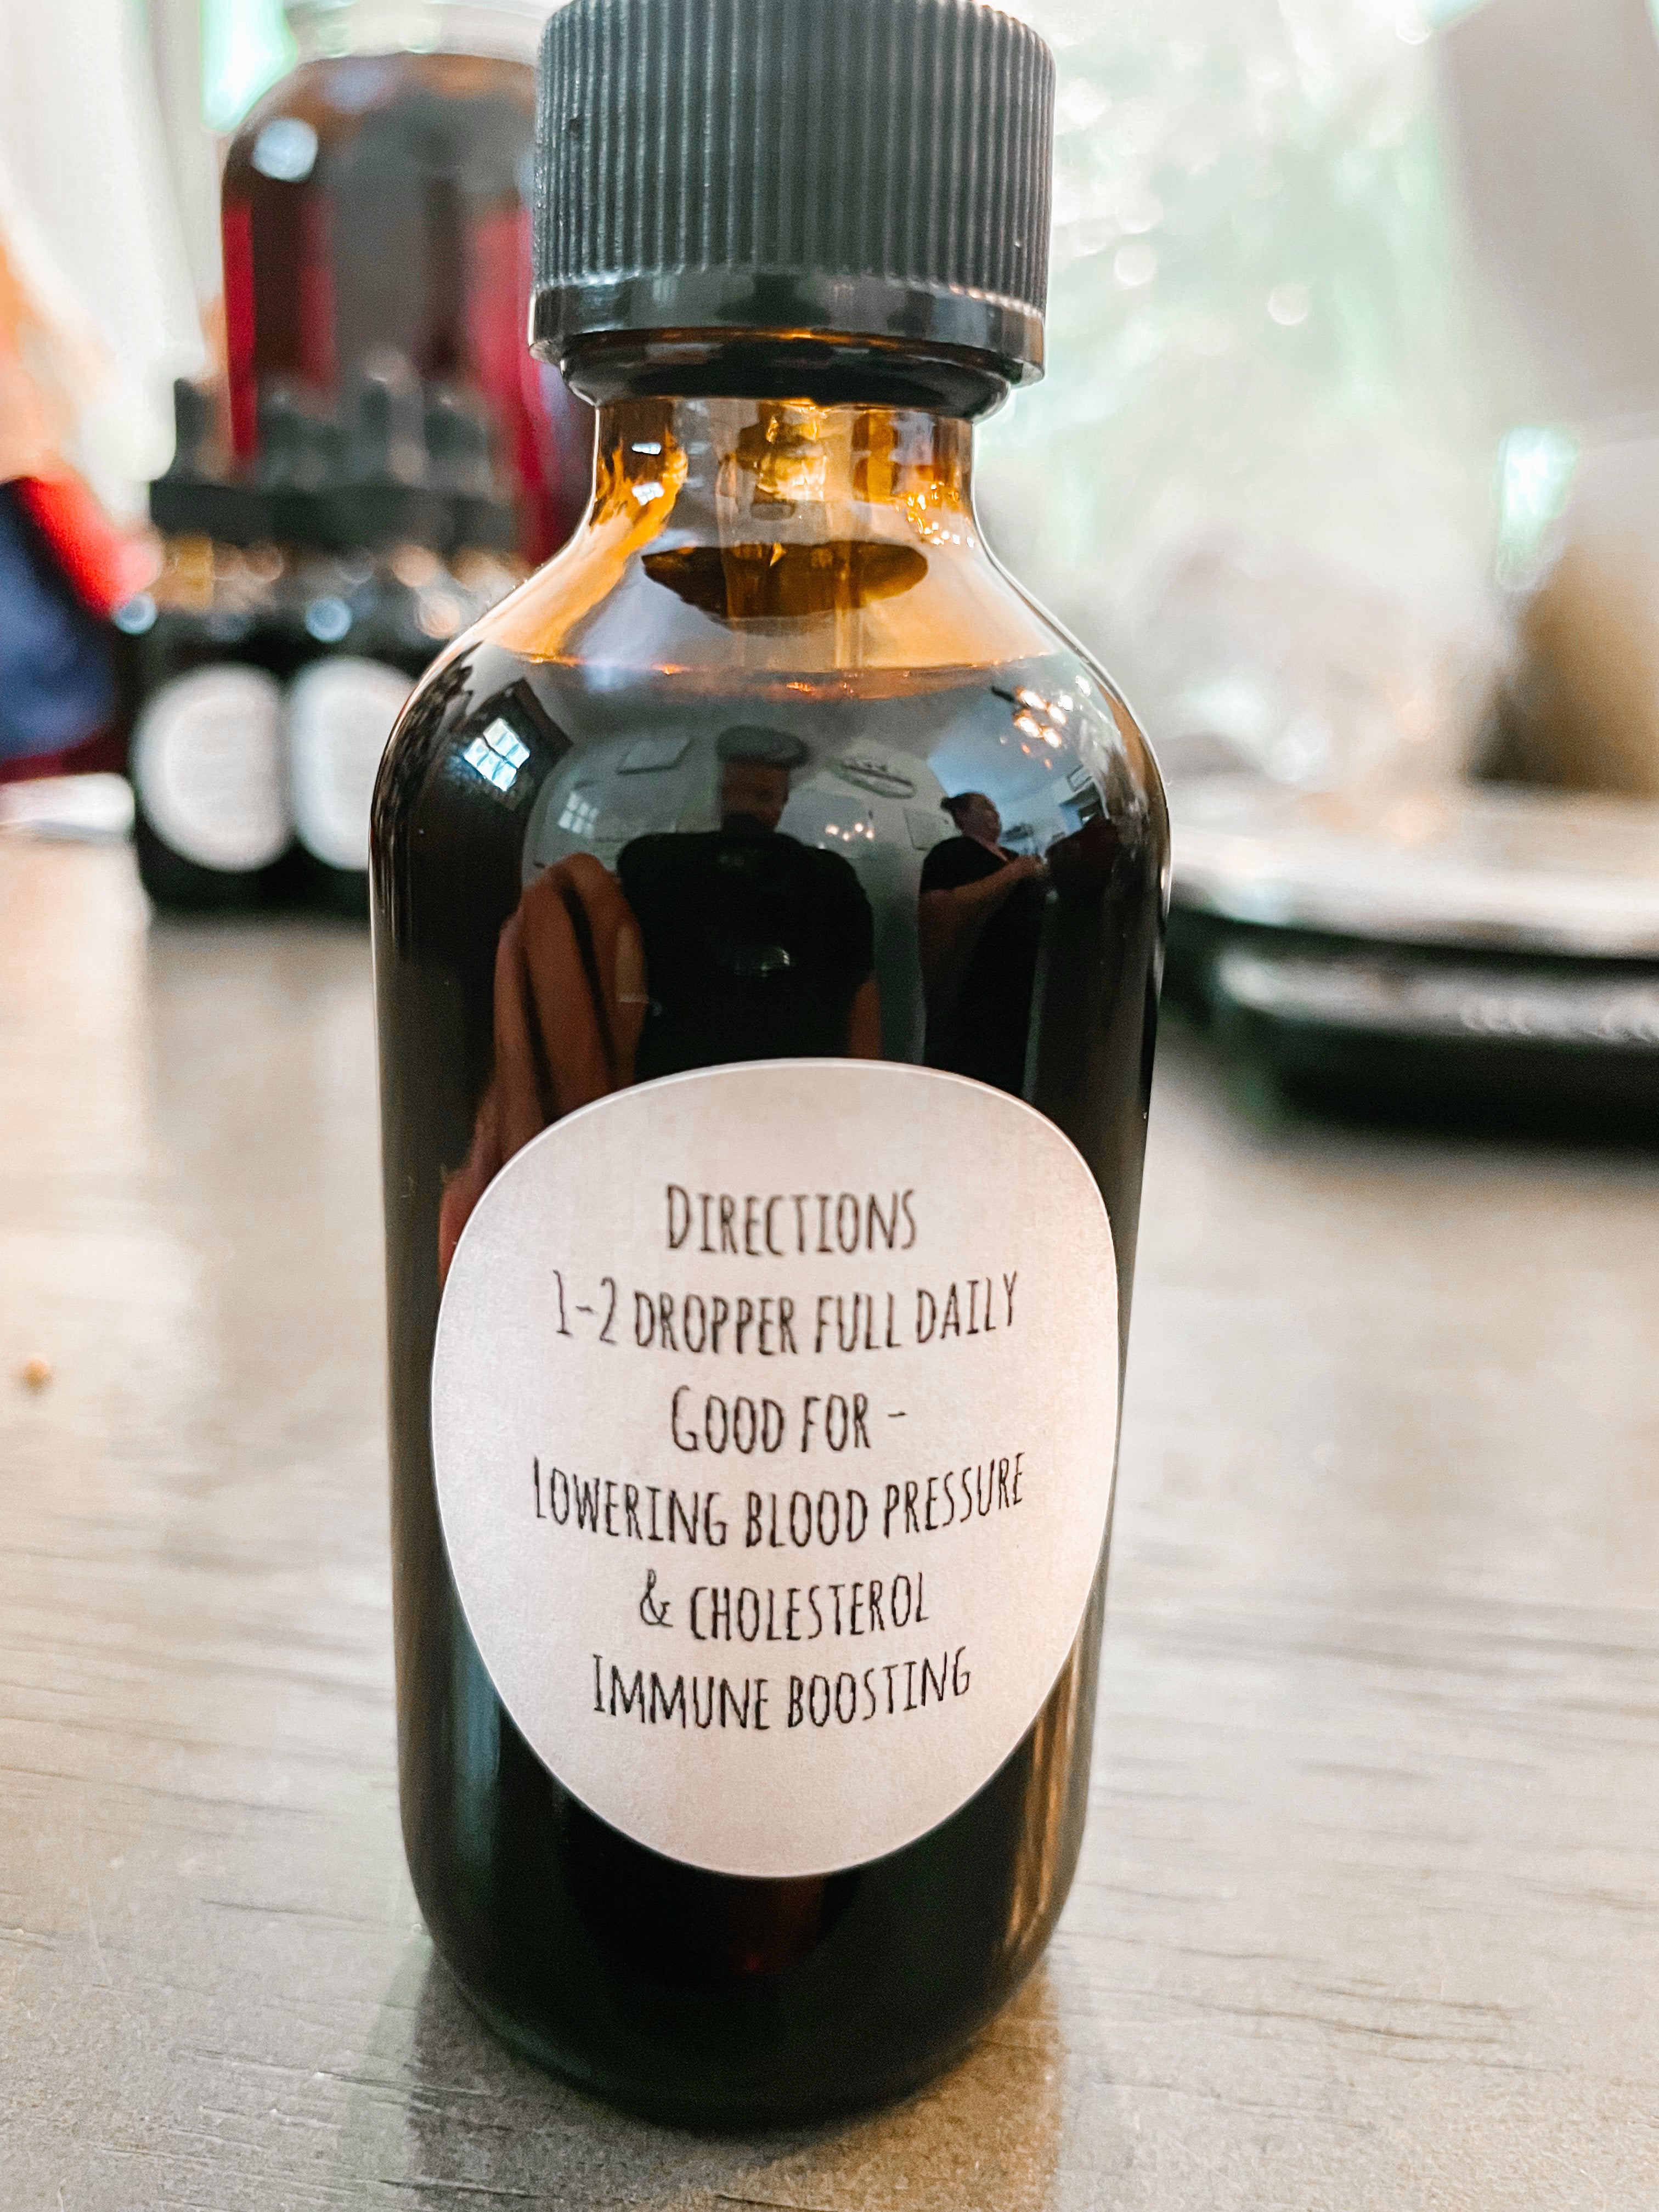 DIRECTIONS
1-2 DROPPER FULL DAILY
GOOD FOR -
LOWERING BLOOD PRESSURE
& CHOLESTEROL
IMMUNE BOOSTING